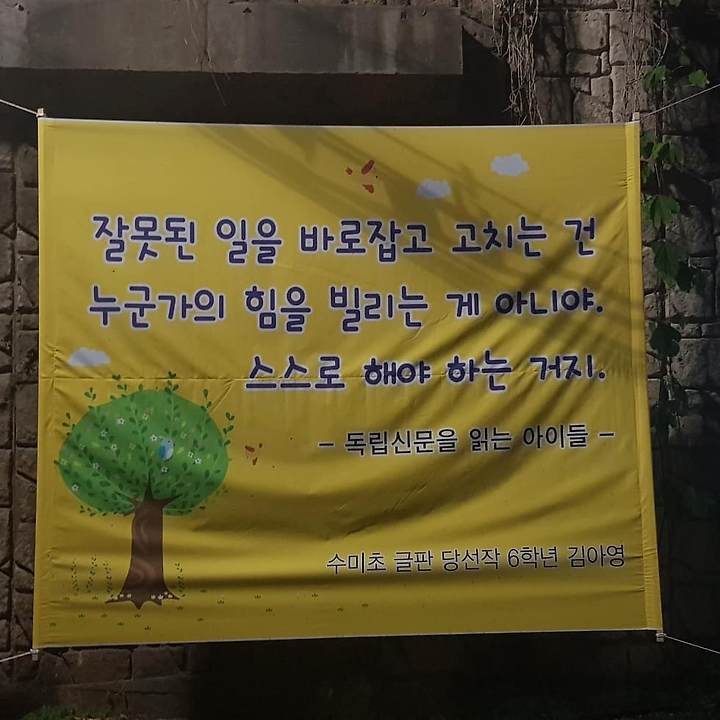 잘못된 일을 바로잡고 고치는 건
누군가의 힘을 빌리는 게 아니야.
스스로 해야 하는 거지.
- 독립신문을 읽는 아이들 -
수미초 글판 당선작 6학년 김아영